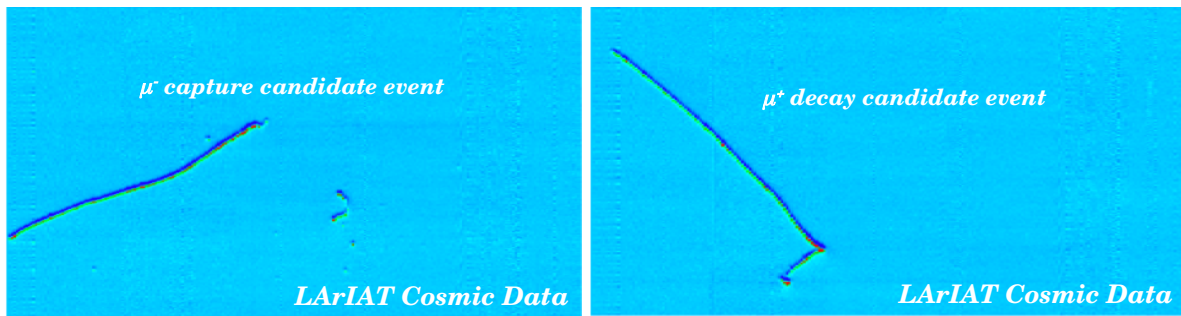 μ⁻ capture candidate event
LArIAT Cosmic Data
μ⁺ decay candidate event
LArIAT Cosmic Data